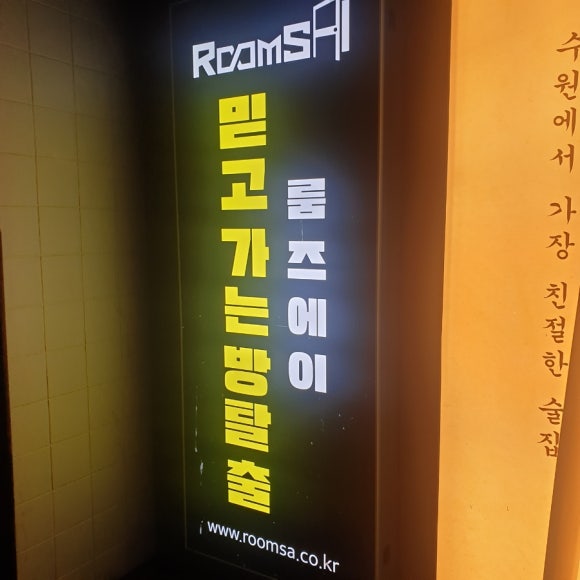 ROOMSAI
믿고가는방탈출
룸즈에이
www.roomsa.co.kr
수원에서 가장 친절한 술집